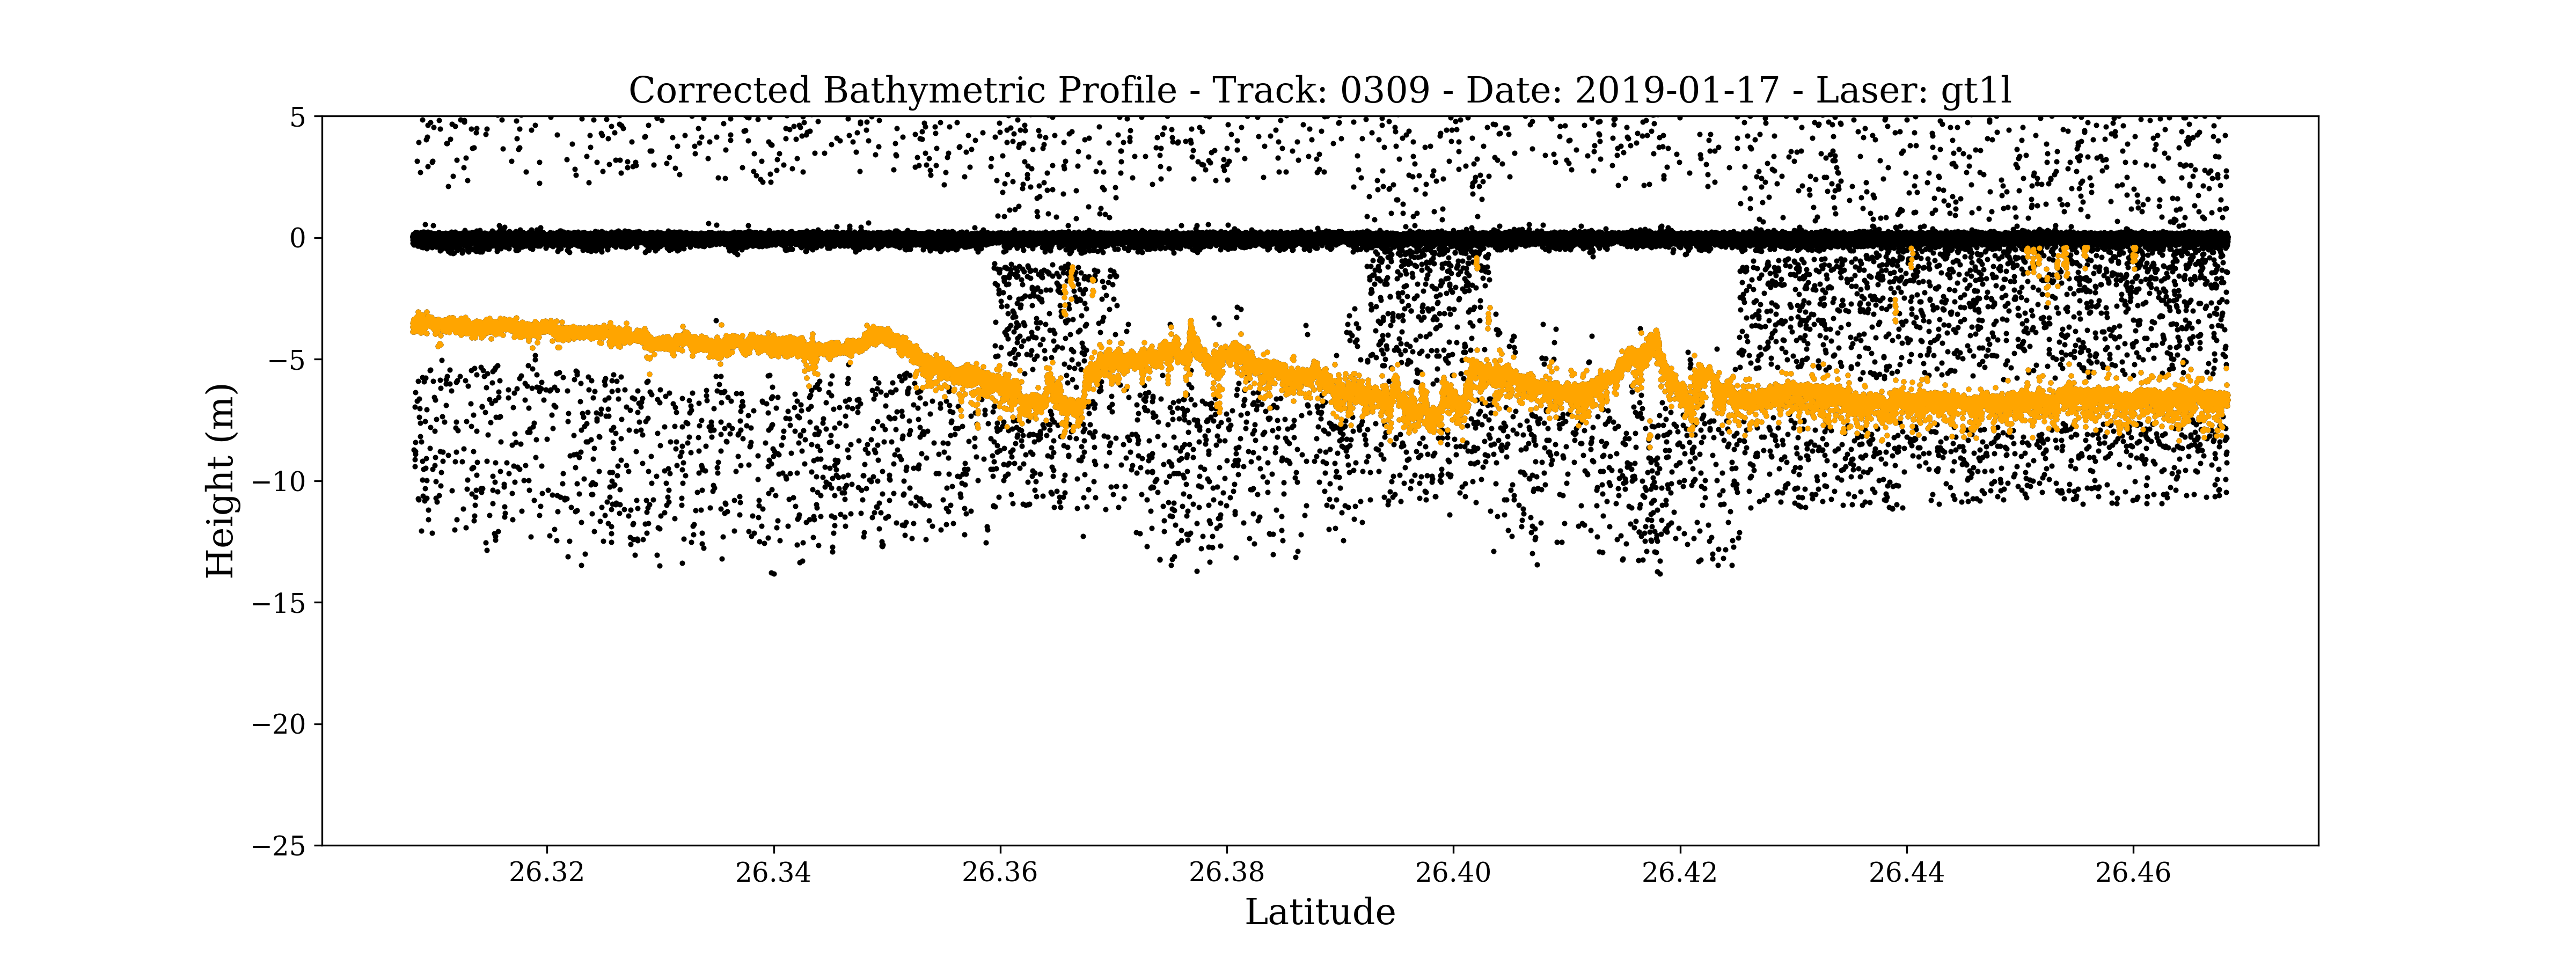 Corrected Bathymetric Profile - Track: 0309 - Date: 2019-01-17 - Laser: gt1l
5
0
−5
−10
−15
−20
−25
Height (m)
26.32 26.34 26.36 26.38 26.40 26.42 26.44 26.46
Latitude